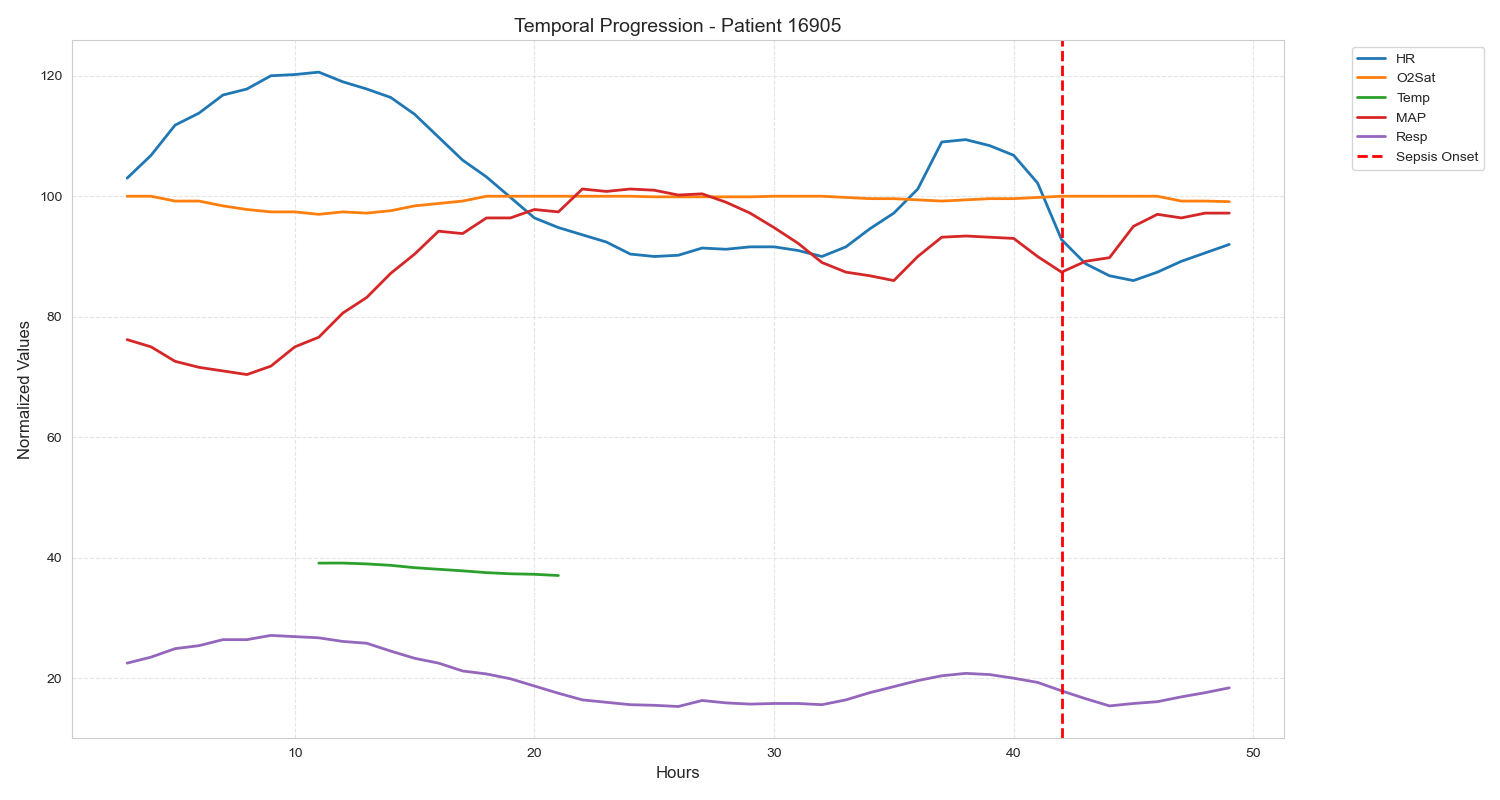 Temporal Progression - Patient 16905
HR
O2Sat
Temp
MAP
Resp
Sepsis Onset
Normalized Values
120
100
80
60
40
20
10
20
30
40
50
Hours